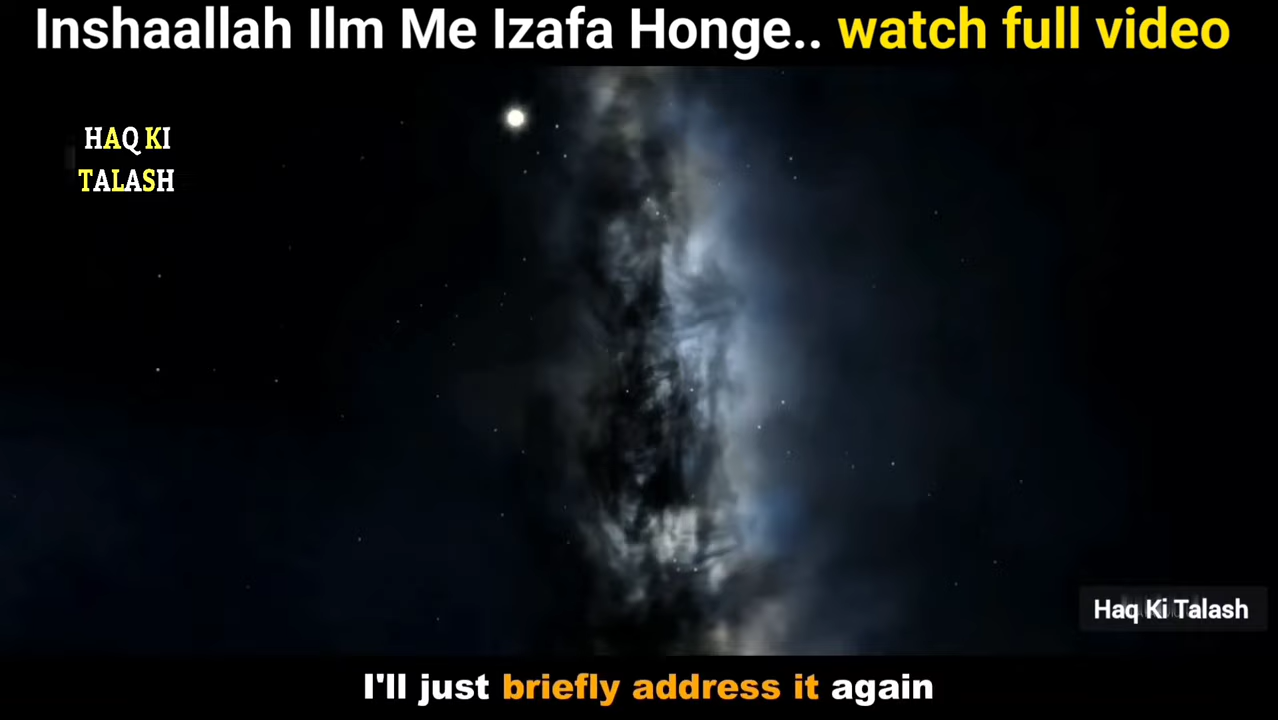 Inshaallah Ilm Me Izafa Honge.. watch full video
HAQ KI
TALASH
Haq Ki Talash
I'll just briefly address it again